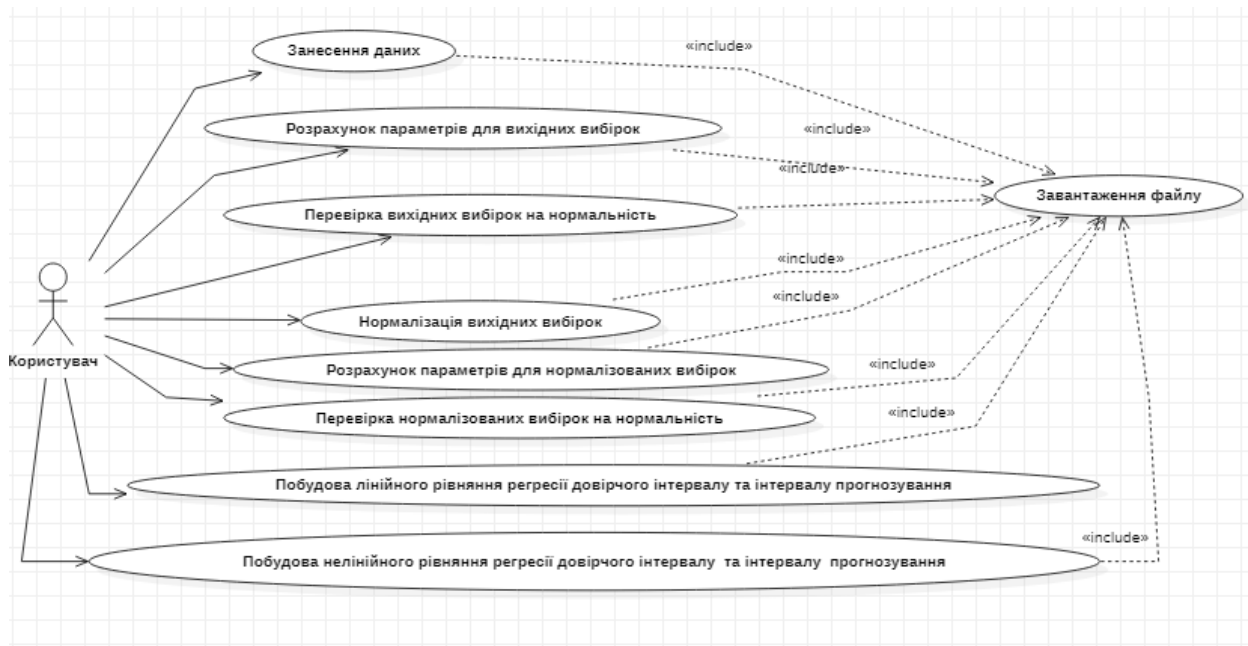 «include»
Занесення даних
Розрахунок параметрів для вихідних вибірок
«include»
«include»
Завантаження файлу
Перевірка вихідних вибірок на нормальність
«include»
«include»
Нормалізація вихідних вибірок
Користувач
Розрахунок параметрів для нормалізованих вибірок
«include»
Перевірка нормалізованих вибірок на нормальність
«include»
Побудова лінійного рівняння регресії довірчого інтервалу та інтервалу прогнозування
«include»
Побудова нелінійного рівняння регресії довірчого інтервалу та інтервалу прогнозування